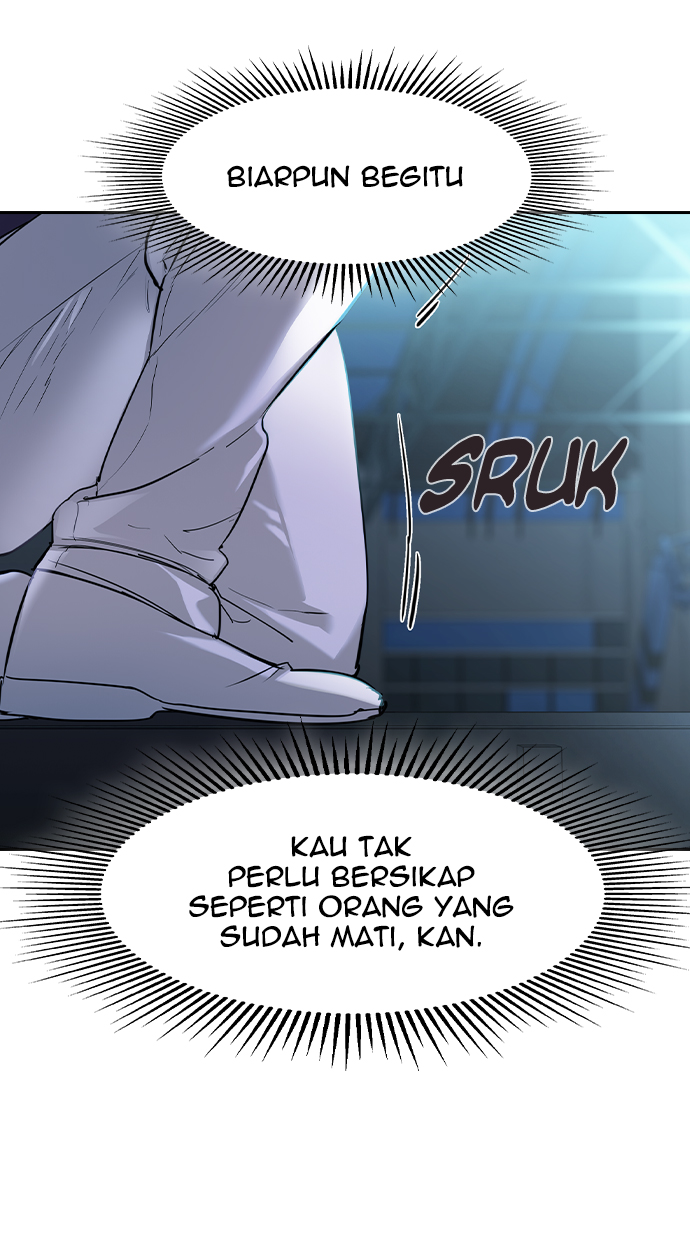 BIARPUN BEGITU
SRUK
KAU TAK
PERLU BERSIKAP
SEPERTI ORANG YANG
SUDAH MATI, KAN.